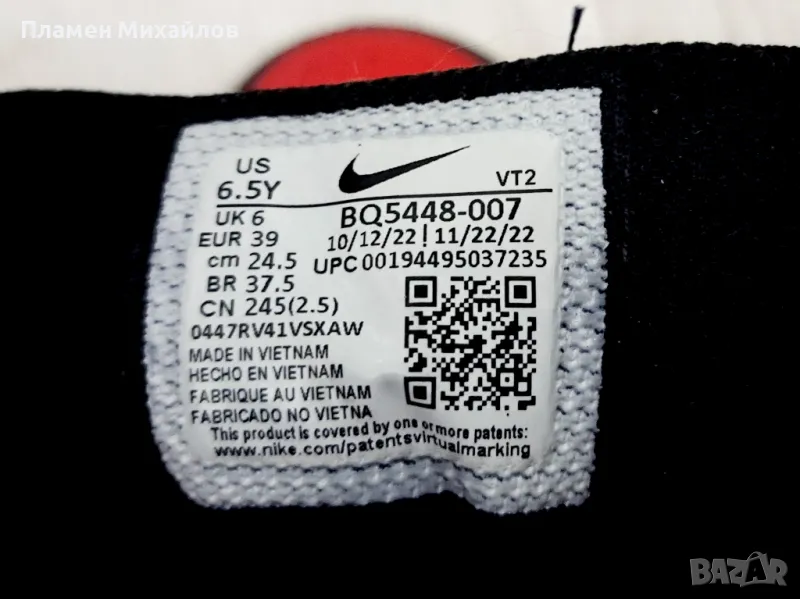 Пламен Михайлов
US
6.5Y
VT2
UK 6
BQ5448-007
EUR 39
10/12/22 | 11/22/22
cm 24.5
UPC00194495037235
BR 37.5
CN 245(2.5)
0447RV41VSXAW
MADE IN VIETNAM
HECHO EN VIETNAM
FABRIQUE AU VIETNAM
FABRICADO NO VIETNA
This product is covered by one or more patents:
www.nike.com/patentsvirtualmarking
BAZAR